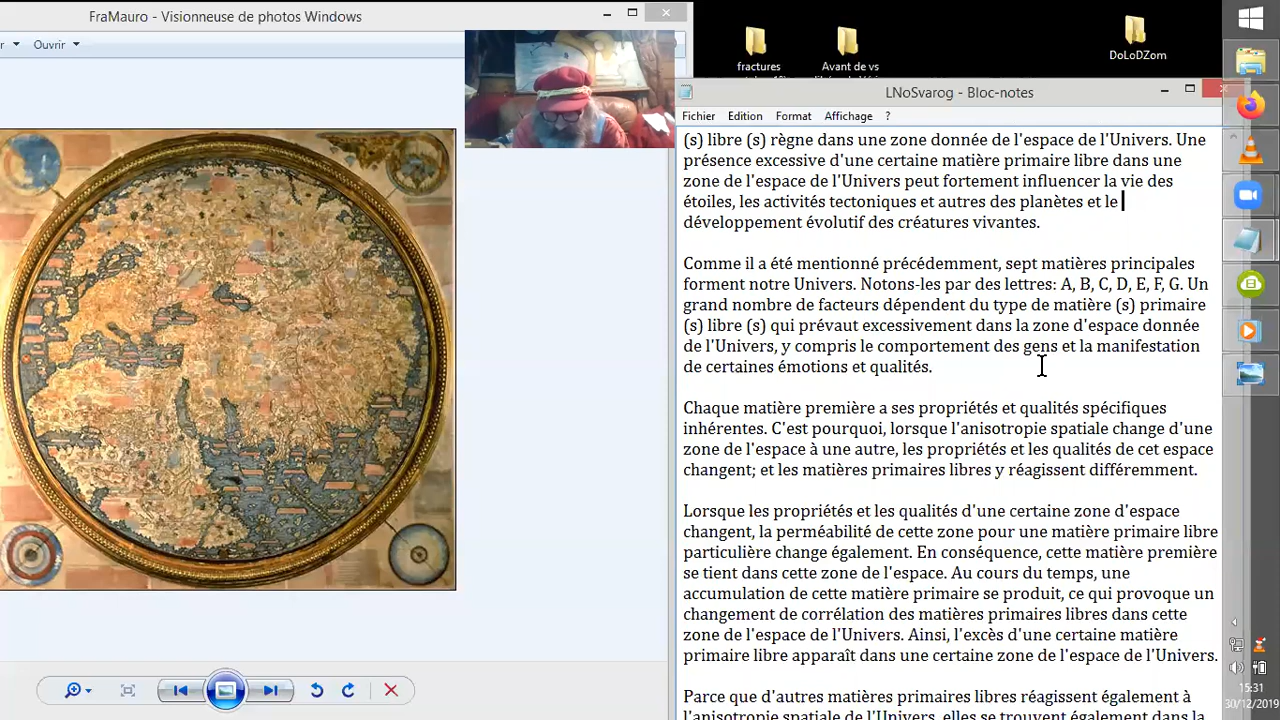 FraMauro - Visionneuse de photos Windows
Ouvrir
fractures
Avant de vs
DoLoDZom
LNoSvarog - Bloc-notes
Fichier Edition Format Affichage ?
(s) libre (s) règne dans une zone donnée de l'espace de l'Univers. Une
présence excessive d'une certaine matière primaire libre dans une
zone de l'espace de l'Univers peut fortement influencer la vie des
étoiles, les activités tectoniques et autres des planètes et le
développement évolutif des créatures vivantes.
Comme il a été mentionné précédemment, sept matières principales
forment notre Univers. Notons-les par des lettres: A, B, C, D, E, F, G. Un
grand nombre de facteurs dépendent du type de matière (s) primaire
(s) libre (s) qui prévaut excessivement dans la zone d'espace donnée
de l'Univers, y compris le comportement des gens et la manifestation
de certaines émotions et qualités.
Chaque matière première a ses propriétés et qualités spécifiques
inhérentes. C'est pourquoi, lorsque l'anisotropie spatiale change d'une
zone de l'espace à une autre, les propriétés et les qualités de cet espace
changent; et les matières primaires libres y réagissent différemment.
Lorsque les propriétés et les qualités d'une certaine zone d'espace
changent, la perméabilité de cette zone pour une matière primaire libre
particulière change également. En conséquence, cette matière première
se tient dans cette zone de l'espace. Au cours du temps, une
accumulation de cette matière primaire se produit, ce qui provoque un
changement de corrélation des matières primaires libres dans cette
zone de l'espace de l'Univers. Ainsi, l'excès d'une certaine matière
primaire libre apparaît dans une certaine zone de l'espace de l'Univers.
Parce que d'autres matières primaires libres réagissent également à
l'anisotropie spatiale de l'Univers, elles se trouvent également dans la
15:31
30/12/2019